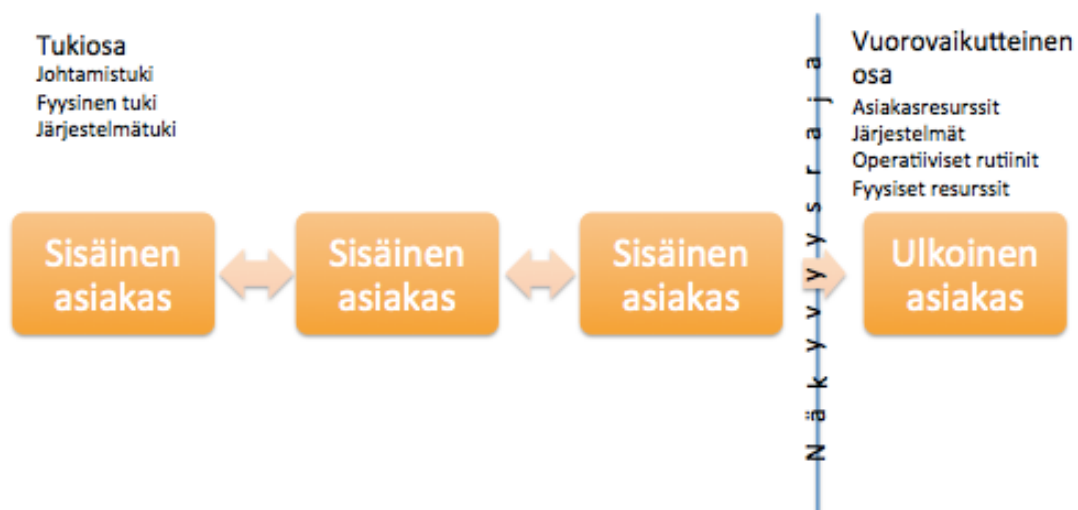 Tukiosa
Johtamistuki
Fyysinen tuki
Järjestelmätuki
Näkyvyysraja
Vuorovaikutteinen
osa
Asiakasresurssit
Järjestelmät
Operatiiviset rutiinit
Fyysiset resurssit
Sisäinen
asiakas
Sisäinen
asiakas
Sisäinen
asiakas
Ulkoinen
asiakas